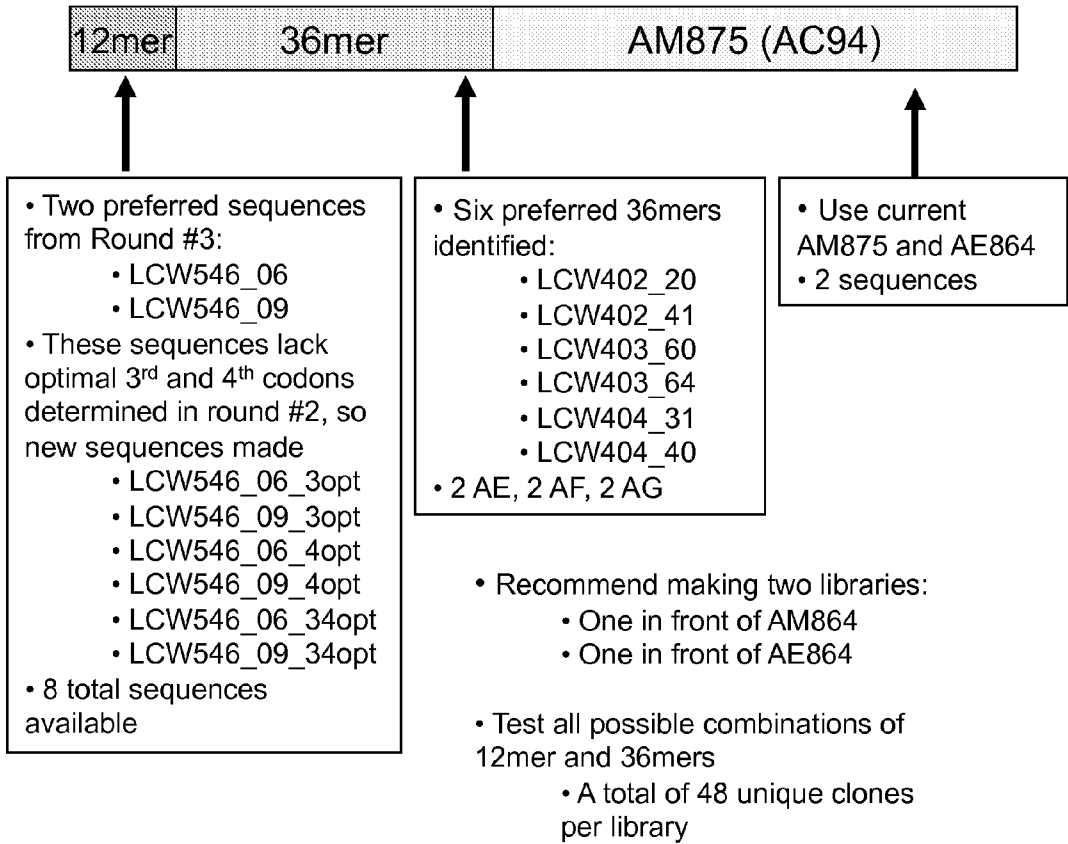 12mer
36mer
AM875 (AC94)
• Two preferred sequences
from Round #3:
• LCW546_06
• LCW546_09
• These sequences lack
optimal 3rd and 4th codons
determined in round #2, so
new sequences made
• LCW546_06_3opt
• LCW546_09_3opt
• LCW546_06_4opt
• LCW546_09_4opt
• LCW546_06_34opt
• LCW546_09_34opt
• 8 total sequences
available
• Six preferred 36mers
identified:
• LCW402_20
• LCW402_41
• LCW403_60
• LCW403_64
• LCW404_31
• LCW404_40
• 2 AE, 2 AF, 2 AG
• Use current
AM875 and AE864
• 2 sequences
• Recommend making two libraries:
• One in front of AM864
• One in front of AE864
• Test all possible combinations of
12mer and 36mers
• A total of 48 unique clones
per library